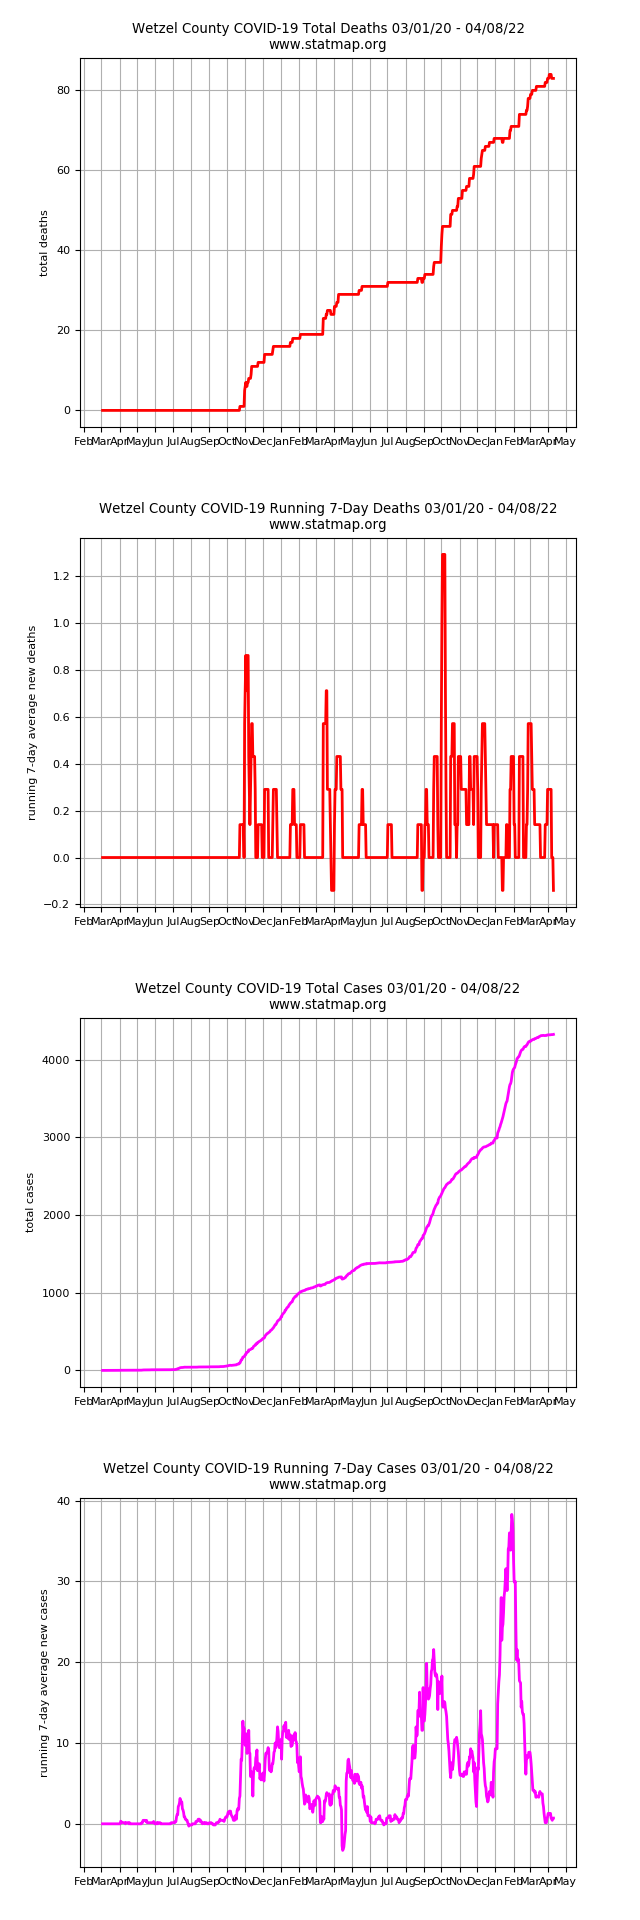 Wetzel County COVID-19 Total Deaths 03/01/20 - 04/08/22
www.statmap.org
80
60
40
20
0
total deaths
Feb Mar Apr May Jun Jul Aug Sep Oct Nov Dec Jan Feb Mar Apr May Jun Jul Aug Sep Oct Nov Dec Jan Feb Mar Apr May
Wetzel County COVID-19 Running 7-Day Deaths 03/01/20 - 04/08/22
www.statmap.org
1.2
1.0
0.8
0.6
0.4
0.2
0.0
−0.2
running 7-day average new deaths
Feb Mar Apr May Jun Jul Aug Sep Oct Nov Dec Jan Feb Mar Apr May Jun Jul Aug Sep Oct Nov Dec Jan Feb Mar Apr May
Wetzel County COVID-19 Total Cases 03/01/20 - 04/08/22
www.statmap.org
4000
3000
2000
1000
0
total cases
Feb Mar Apr May Jun Jul Aug Sep Oct Nov Dec Jan Feb Mar Apr May Jun Jul Aug Sep Oct Nov Dec Jan Feb Mar Apr May
Wetzel County COVID-19 Running 7-Day Cases 03/01/20 - 04/08/22
www.statmap.org
40
30
20
10
0
running 7-day average new cases
Feb Mar Apr May Jun Jul Aug Sep Oct Nov Dec Jan Feb Mar Apr May Jun Jul Aug Sep Oct Nov Dec Jan Feb Mar Apr May